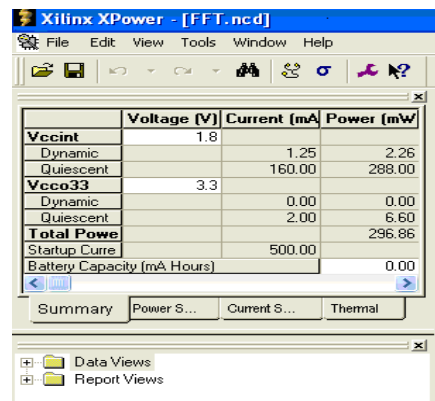 Xilinx XPower - [FFT.ncd]
File Edit View Tools Window Help
Voltage (V) Current (mA Power (mW
Vccint 1.8
Dynamic 1.25 2.26
Quiescent 160.00 288.00
Vcco33 3.3
Dynamic 0.00 0.00
Quiescent 2.00 6.60
Total Powe 296.86
Startup Curre 500.00
Battery Capacity (mA Hours) 0.00
Summary Power S... Current S... Thermal
Data Views
Report Views